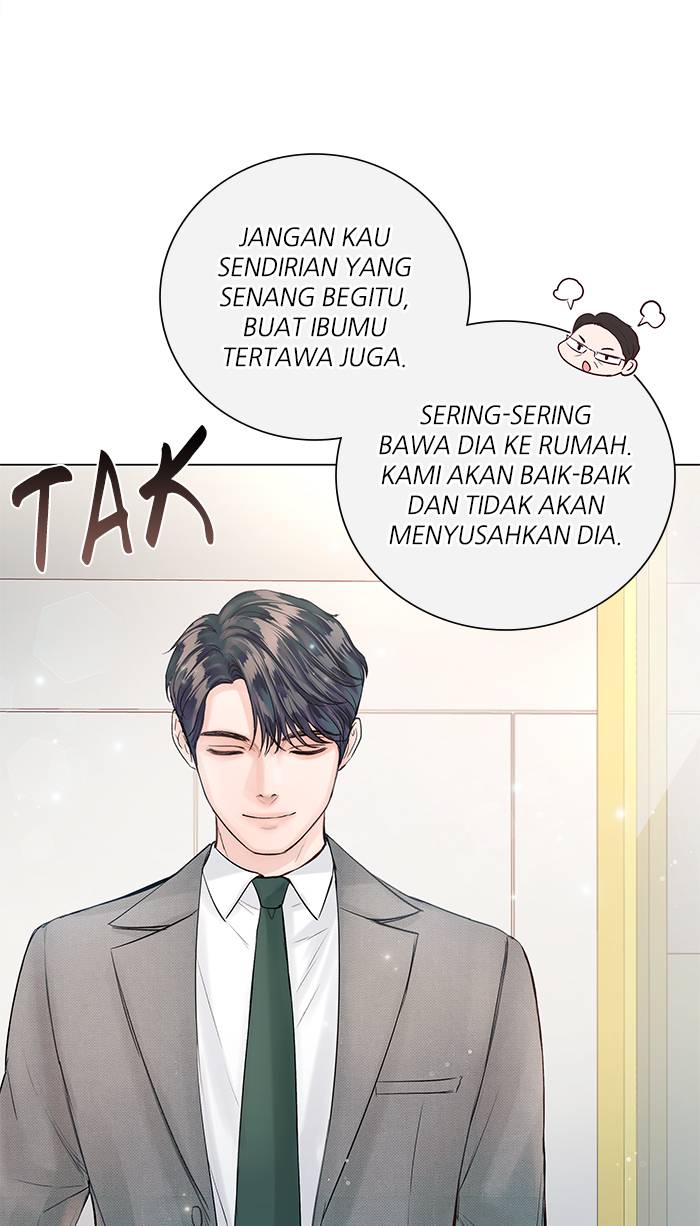 JANGAN KAU
SENDIRIAN YANG
SENANG BEGITU,
BUAT IBUMU
TERTAWA JUGA.
SERING-SERING
BAWA DIA KE RUMAH.
KAMI AKAN BAIK-BAIK
DAN TIDAK AKAN
MENYUSAHKAN DIA.
TAK